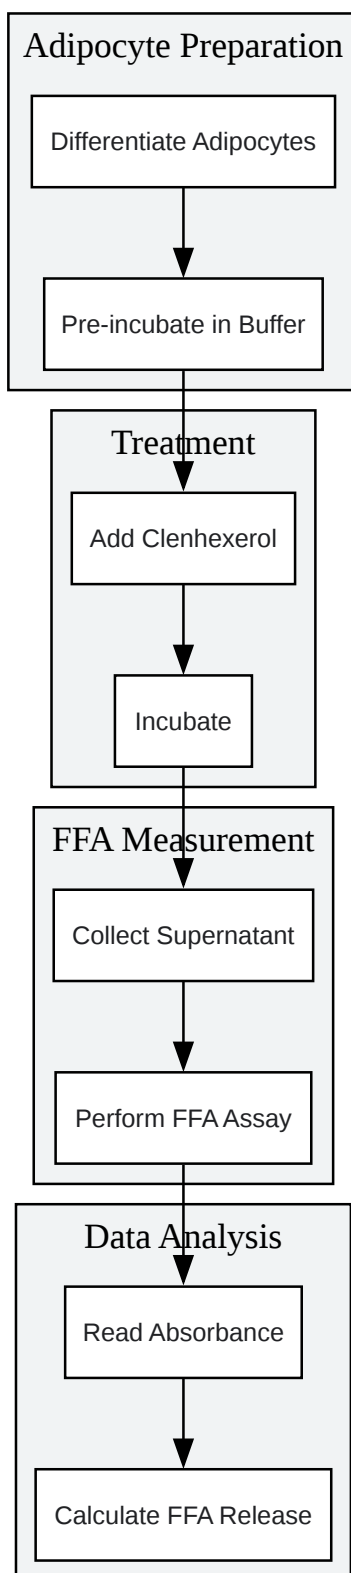 Adipocyte Preparation
Differentiate Adipocytes
Pre-incubate in Buffer
Treatment
Add Clenhexerol
Incubate
FFA Measurement
Collect Supernatant
Perform FFA Assay
Data Analysis
Read Absorbance
Calculate FFA Release